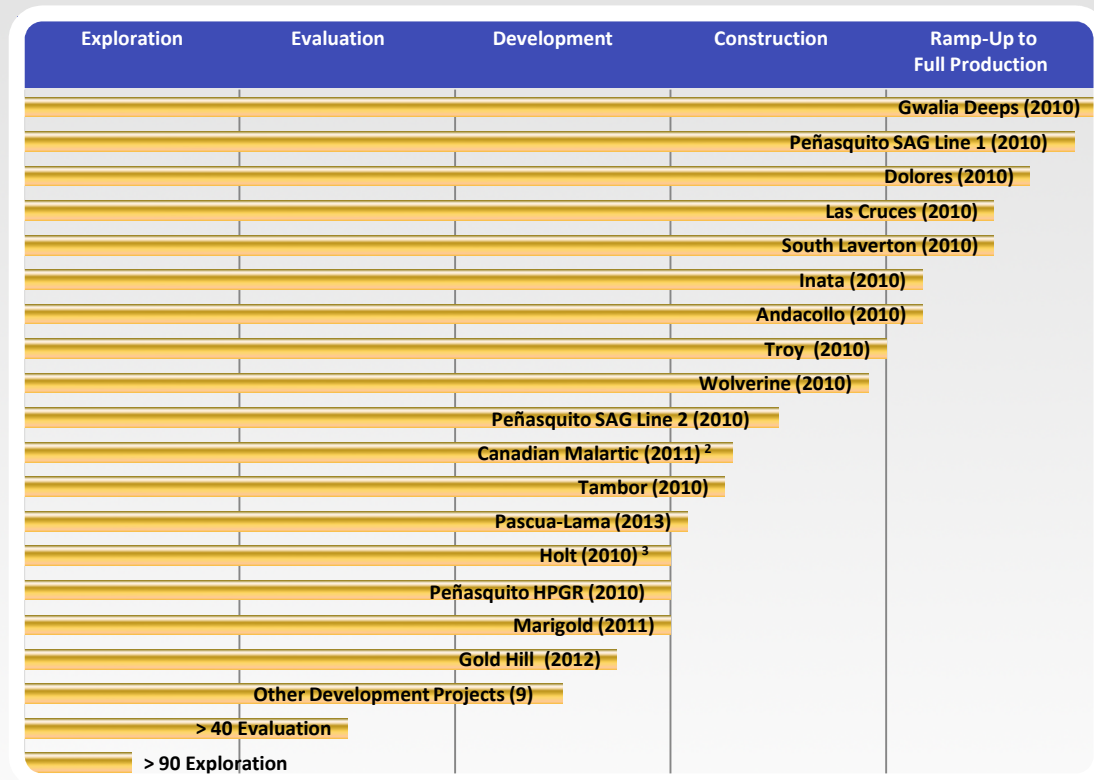 Exploration Evaluation Development Construction Ramp-Up to
Full Production
Gwalia Deeps (2010)
Peñasquito SAG Line 1 (2010)
Dolores (2010)
Las Cruces (2010)
South Laverton (2010)
Inata (2010)
Andacollo (2010)
Troy (2010)
Wolverine (2010)
Peñasquito SAG Line 2 (2010)
Canadian Malartic (2011) ²
Tambor (2010)
Pascua-Lama (2013)
Holt (2010) ³
Peñasquito HPGR (2010)
Marigold (2011)
Gold Hill (2012)
Other Development Projects (9)
> 40 Evaluation
> 90 Exploration